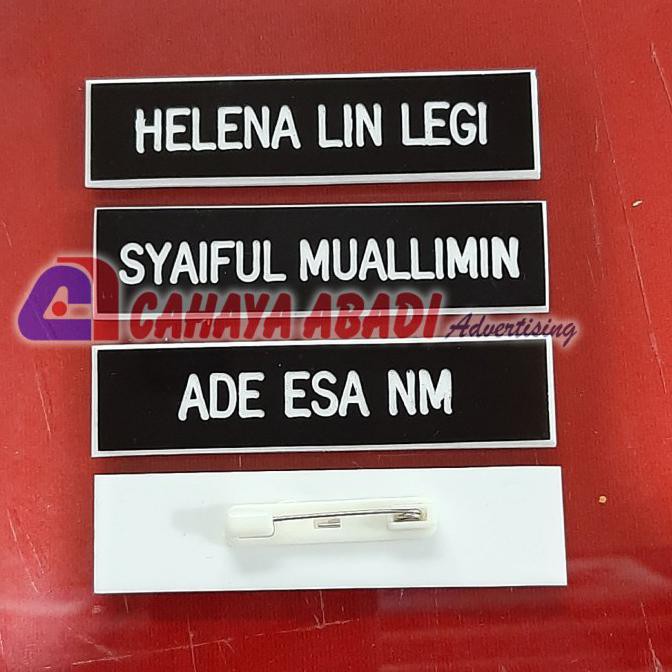 HELENA LIN LEGI
SYAIFUL MUALLIMIN
CAHAYA ABADI Advertising
ADE ESA NM